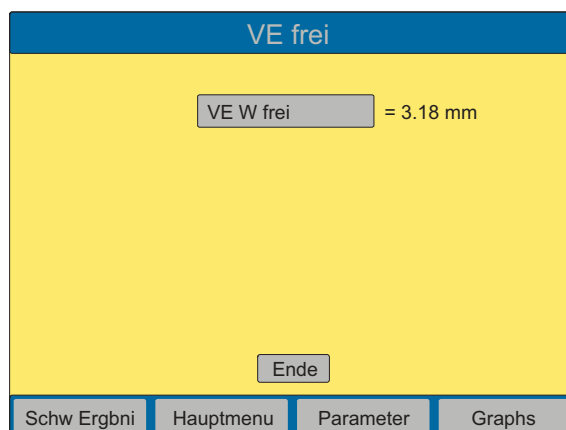 VE frei
VE W frei = 3.18 mm
Ende
Schw Ergbni Hauptmenu Parameter Graphs